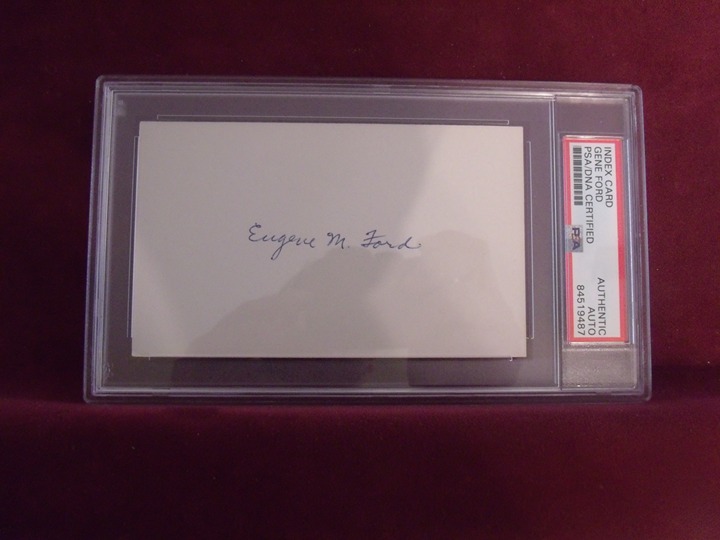 Eugene M. Ford
INDEX CARD
GENE FORD
PSA/DNA CERTIFIED
PSA
AUTHENTIC
AUTO
84519487